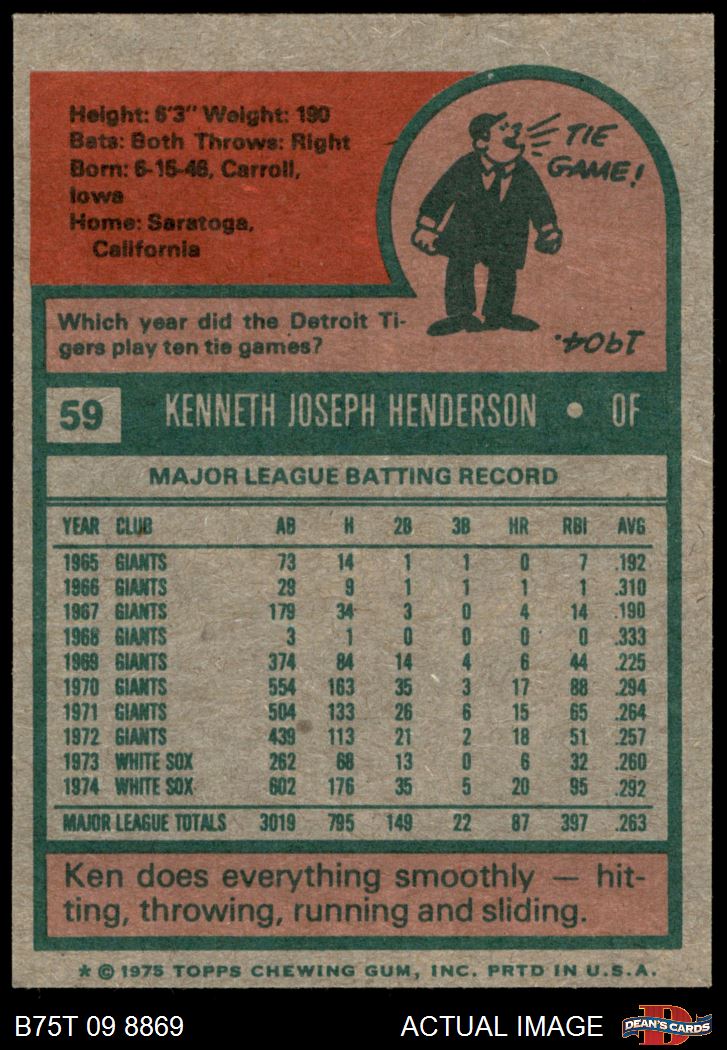 Height: 6'3" Weight: 190
Bats: Both Throws: Right
Born: 6-15-46, Carroll,
Iowa
Home: Saratoga,
California
TIE
GAME!
Which year did the Detroit Ti-
gers play ten tie games?
1904.
59 KENNETH JOSEPH HENDERSON • OF
MAJOR LEAGUE BATTING RECORD
YEAR CLUB AB H 2B 3B HR RBI AVG
1965 GIANTS 73 14 1 1 0 7 .192
1966 GIANTS 29 9 1 1 1 1 .310
1967 GIANTS 179 34 3 0 4 14 .190
1968 GIANTS 3 1 0 0 0 0 .333
1969 GIANTS 374 84 14 4 6 44 .225
1970 GIANTS 554 163 35 3 17 88 .294
1971 GIANTS 504 133 26 6 15 65 .264
1972 GIANTS 439 113 21 2 18 51 .257
1973 WHITE SOX 262 68 13 0 6 32 .260
1974 WHITE SOX 602 176 35 5 20 95 .292
MAJOR LEAGUE TOTALS 3019 795 149 22 87 397 .263
Ken does everything smoothly — hit-
ting, throwing, running and sliding.
* © 1975 TOPPS CHEWING GUM, INC. PRTD IN U.S.A.
B75T 09 8869 ACTUAL IMAGE DEAN'S CARDS